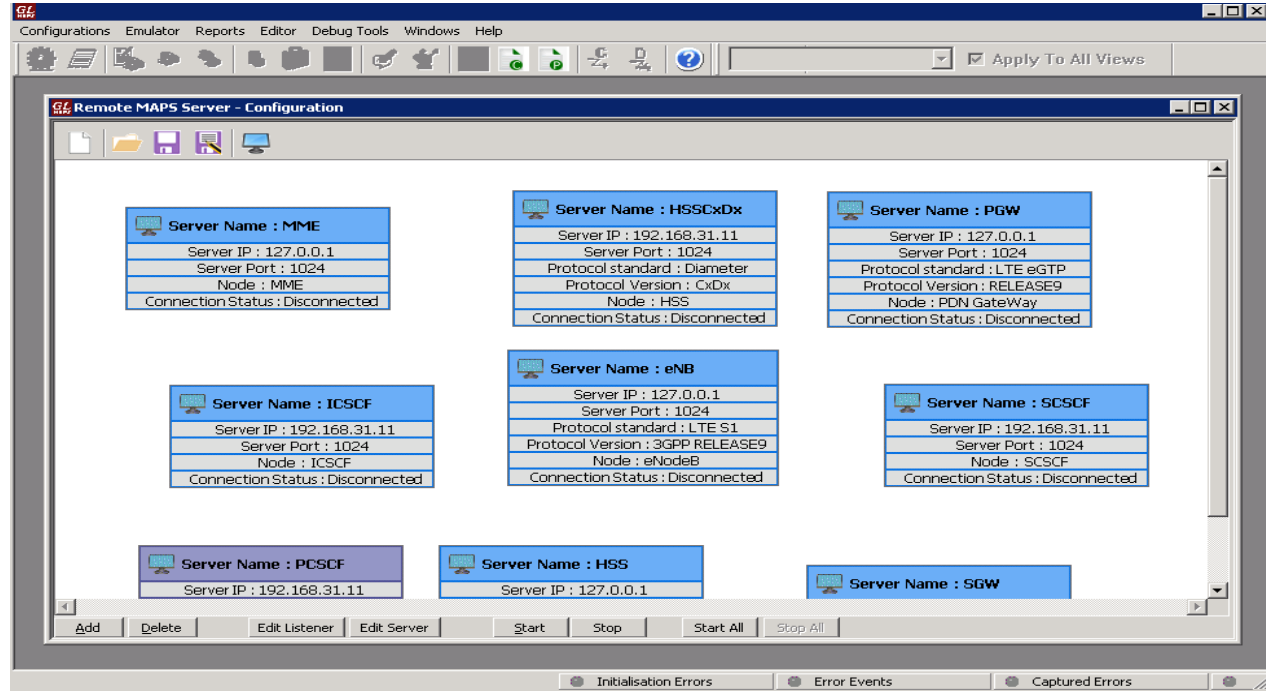 GL
MAPS
Configurations Emulator Reports Editor Debug Tools Windows Help
C P C D ? Apply To All Views
GL MAPS Remote MAPS Server - Configuration
Server Name : MME
Server IP : 127.0.0.1
Server Port : 1024
Node : MME
Connection Status : Disconnected
Server Name : HSSCxDx
Server IP : 192.168.31.11
Server Port : 1024
Protocol standard : Diameter
Protocol Version : CxDx
Node : HSS
Connection Status : Disconnected
Server Name : PGW
Server IP : 127.0.0.1
Server Port : 1024
Protocol standard : LTE eGTP
Protocol Version : RELEASE9
Node : PDN GateWay
Connection Status : Disconnected
Server Name : ICSCF
Server IP : 192.168.31.11
Server Port : 1024
Node : ICSCF
Connection Status : Disconnected
Server Name : eNB
Server IP : 127.0.0.1
Server Port : 1024
Protocol standard : LTE S1
Protocol Version : 3GPP RELEASE9
Node : eNodeB
Connection Status : Disconnected
Server Name : SCSCF
Server IP : 192.168.31.11
Server Port : 1024
Node : SCSCF
Connection Status : Disconnected
Server Name : PCSCF
Server IP : 192.168.31.11
Server Name : HSS
Server IP : 127.0.0.1
Server Name : SGW
Add Delete Edit Listener Edit Server Start Stop Start All Stop All
Initialisation Errors Error Events Captured Errors